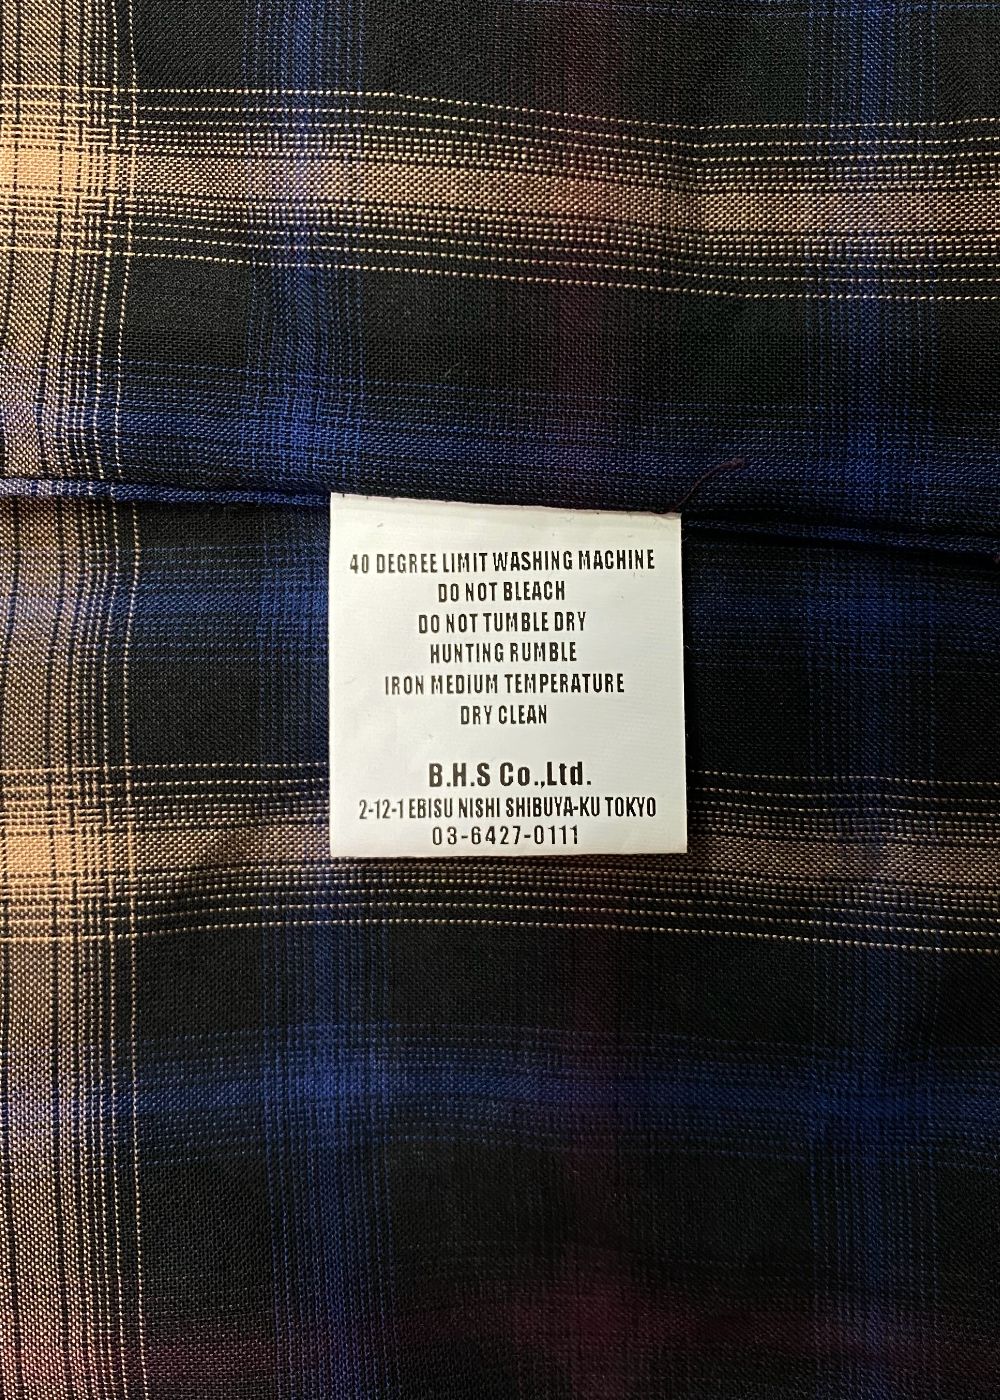 40 DEGREE LIMIT WASHING MACHINE
DO NOT BLEACH
DO NOT TUMBLE DRY
HUNTING RUMBLE
IRON MEDIUM TEMPERATURE
DRY CLEAN
B.H.S Co.,Ltd.
2-12-1 EBISU NISHI SHIBUYA-KU TOKYO
03-6427-0111